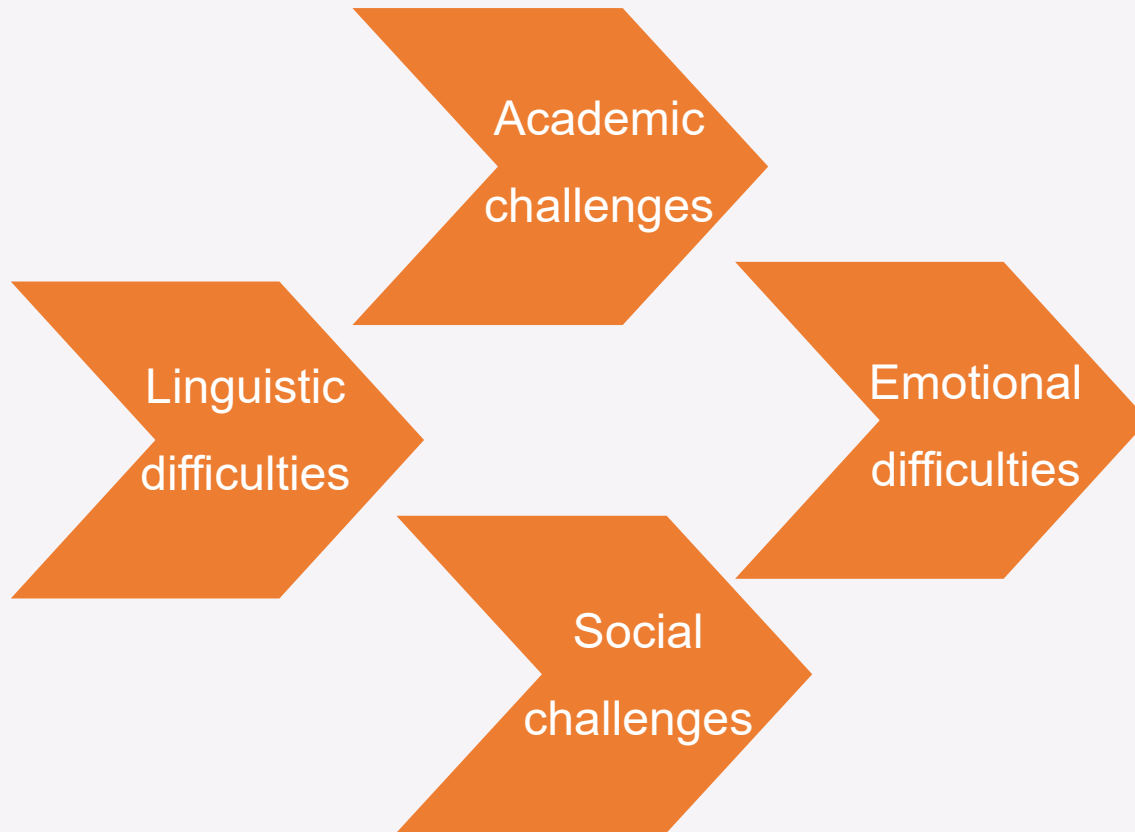 Academic
challenges
Linguistic
difficulties
Emotional
difficulties
Social
challenges